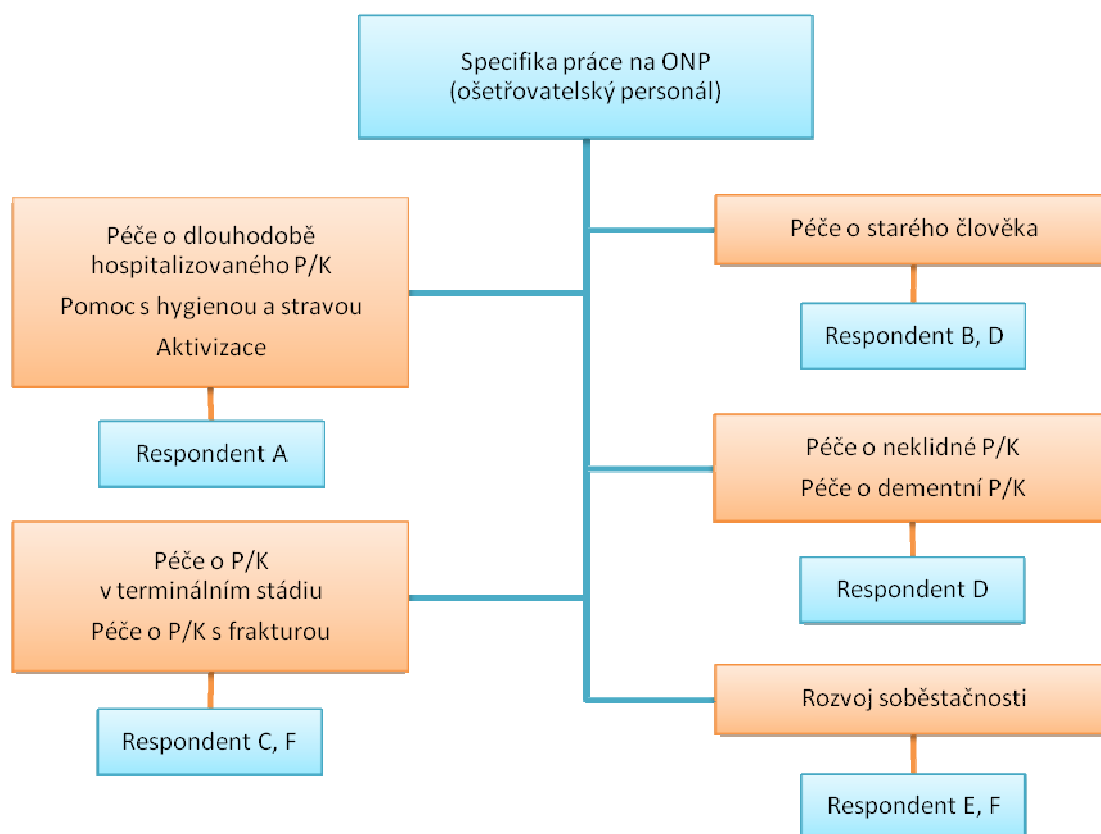 Specifika práce na ONP
(ošetřovatelský personál)
Péče o dlouhodobě
hospitalizovaného P/K
Pomoc s hygienou a stravou
Aktivizace
Respondent A
Péče o P/K
v terminálním stádiu
Péče o P/K s frakturou
Respondent C, F
Péče o starého člověka
Respondent B, D
Péče o neklidné P/K
Péče o dementní P/K
Respondent D
Rozvoj soběstačnosti
Respondent E, F